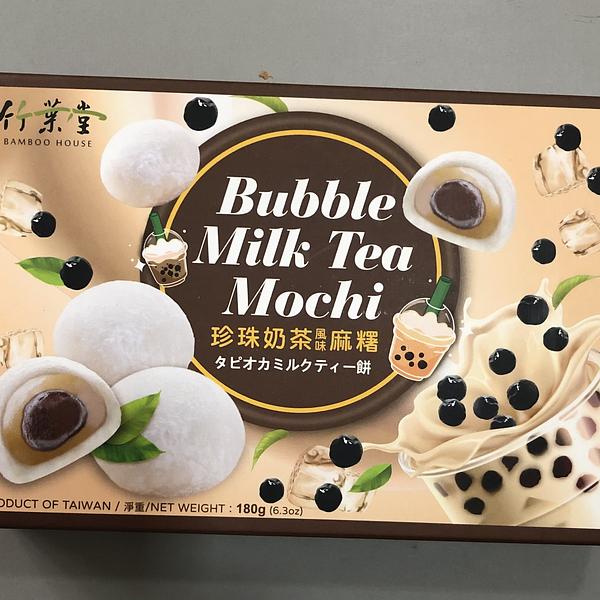 竹葉堂
BAMBOO HOUSE
Bubble
Milk Tea
Mochi
珍珠奶茶風味麻糬
タピオカミルクティー餅
PRODUCT OF TAIWAN / 淨重/NET WEIGHT : 180g (6.3oz)